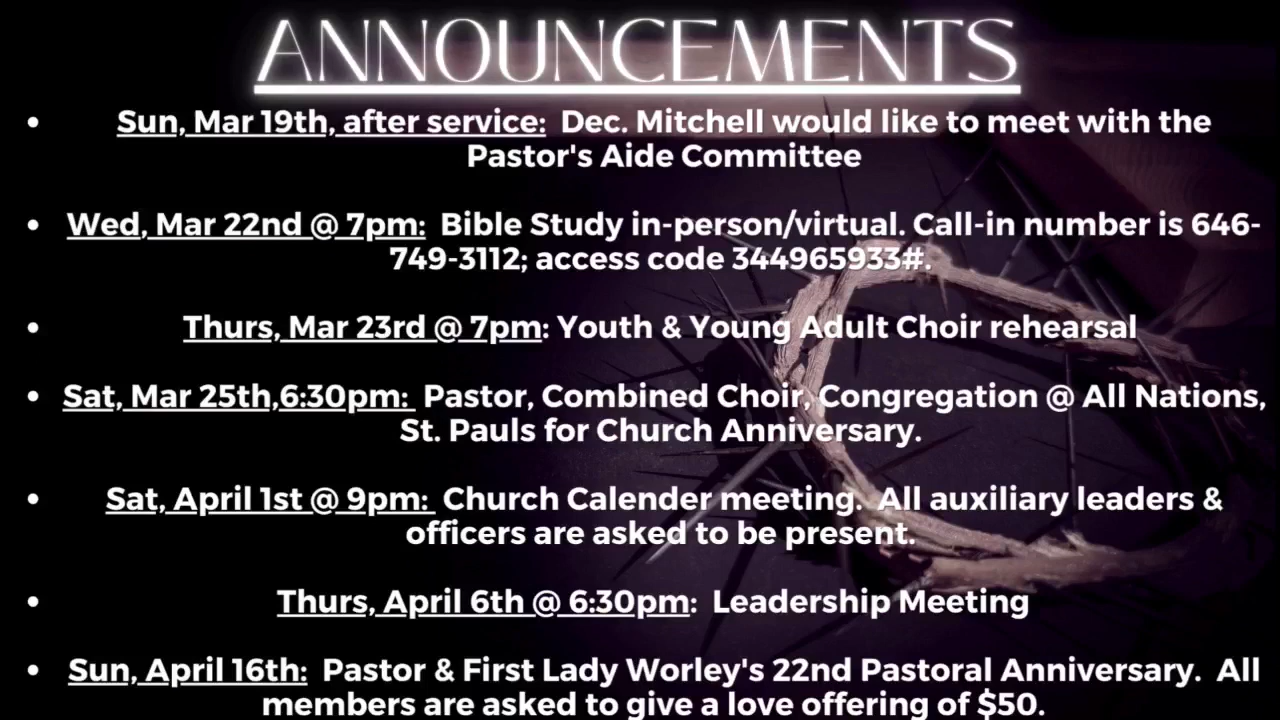 ANNOUNCEMENTS
• Sun, Mar 19th, after service: Dec. Mitchell would like to meet with the
Pastor's Aide Committee
• Wed, Mar 22nd @ 7pm: Bible Study in-person/virtual. Call-in number is 646-
749-3112; access code 344965933#.
• Thurs, Mar 23rd @ 7pm: Youth & Young Adult Choir rehearsal
• Sat, Mar 25th,6:30pm: Pastor, Combined Choir, Congregation @ All Nations,
St. Pauls for Church Anniversary.
• Sat, April 1st @ 9pm: Church Calender meeting. All auxiliary leaders &
officers are asked to be present.
• Thurs, April 6th @ 6:30pm: Leadership Meeting
• Sun, April 16th: Pastor & First Lady Worley's 22nd Pastoral Anniversary. All
members are asked to give a love offering of $50.